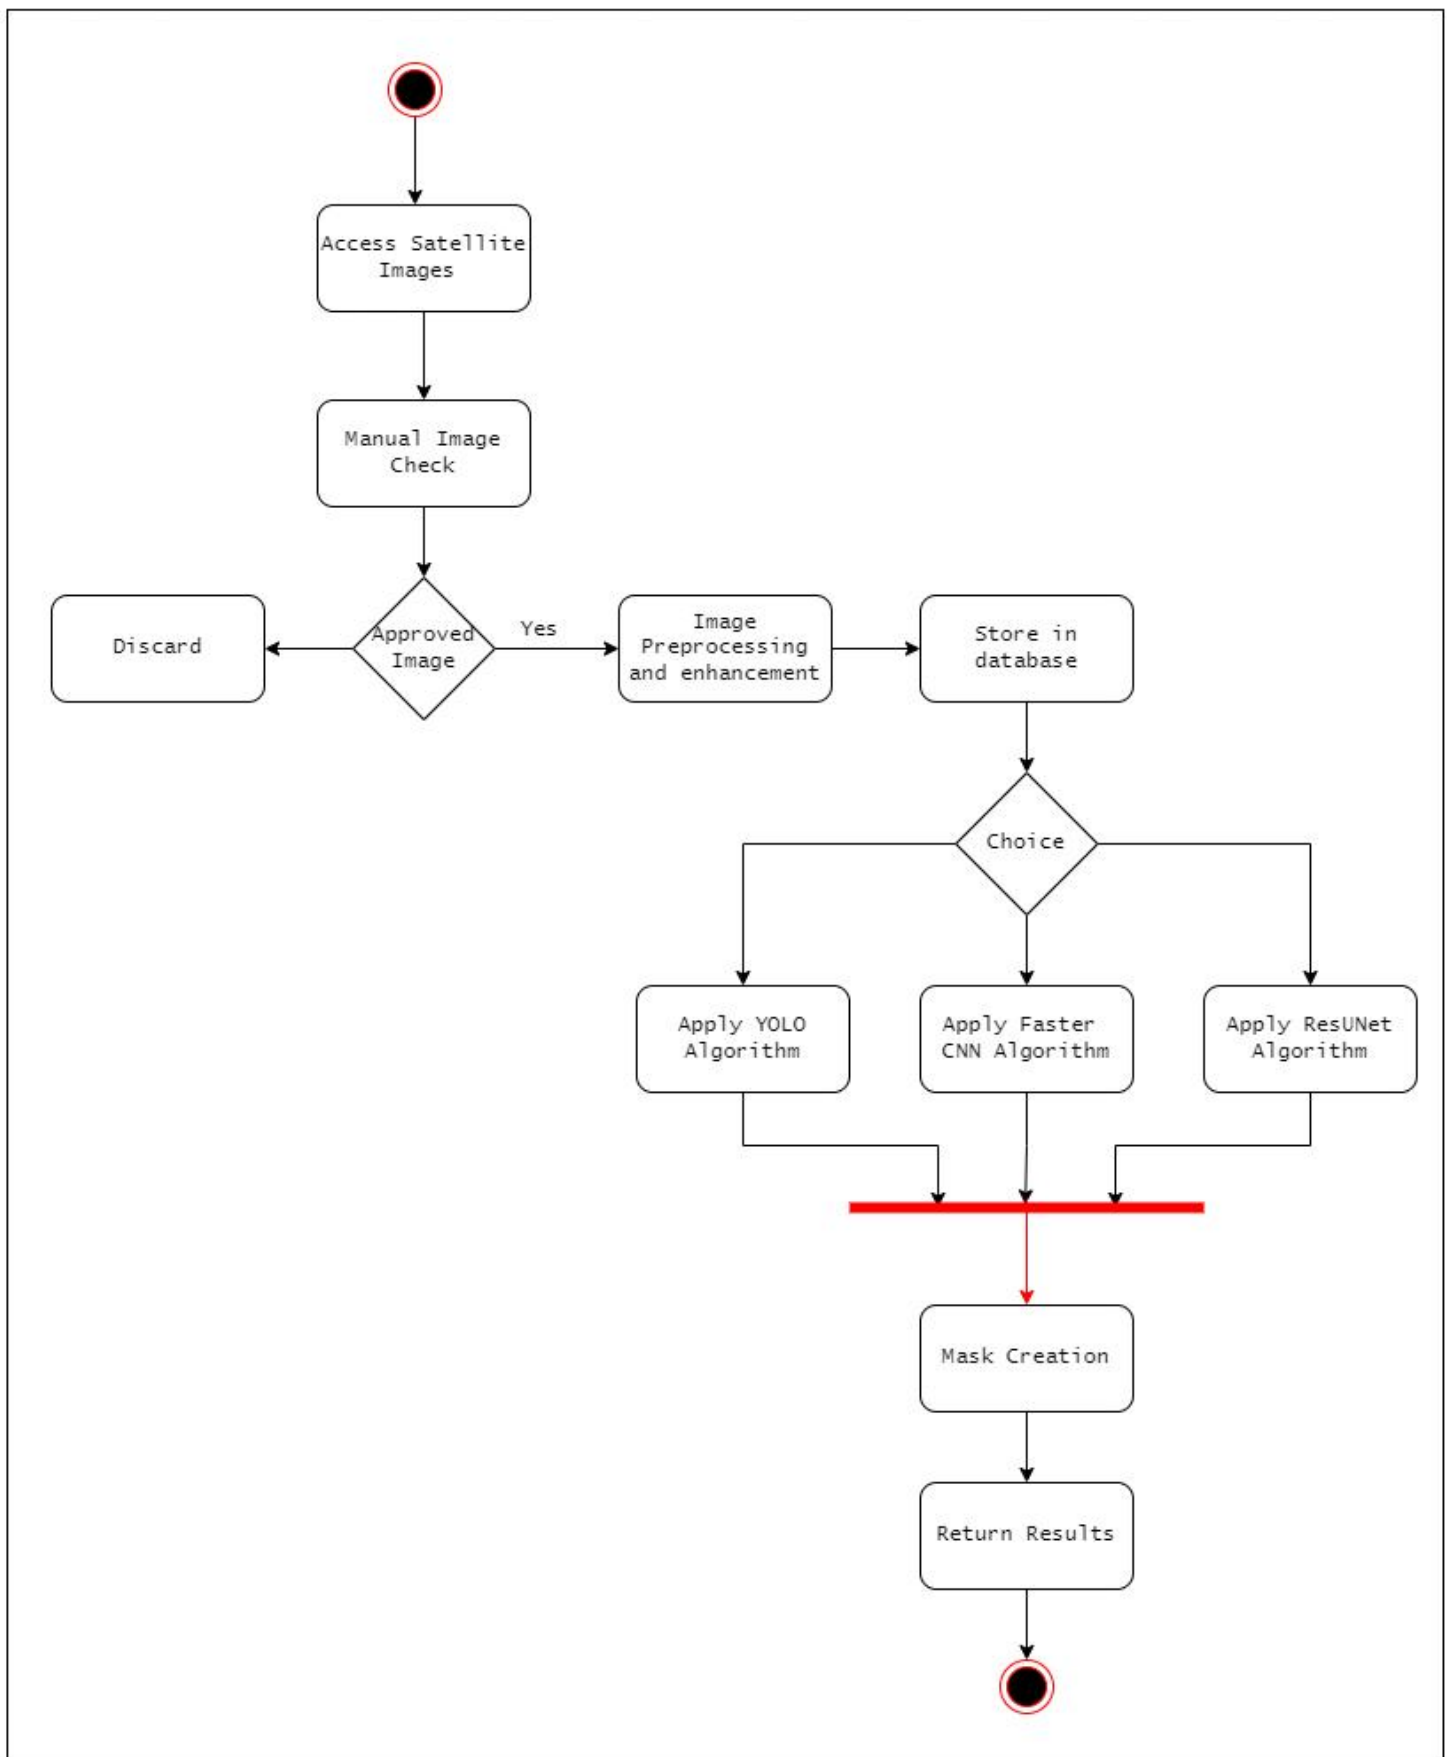 Access Satellite
Images
Manual Image
Check
Discard
Approved
Image
Yes
Image
Preprocessing
and enhancement
Store in
database
Choice
Apply YOLO
Algorithm
Apply Faster
CNN Algorithm
Apply ResUNet
Algorithm
Mask Creation
Return Results